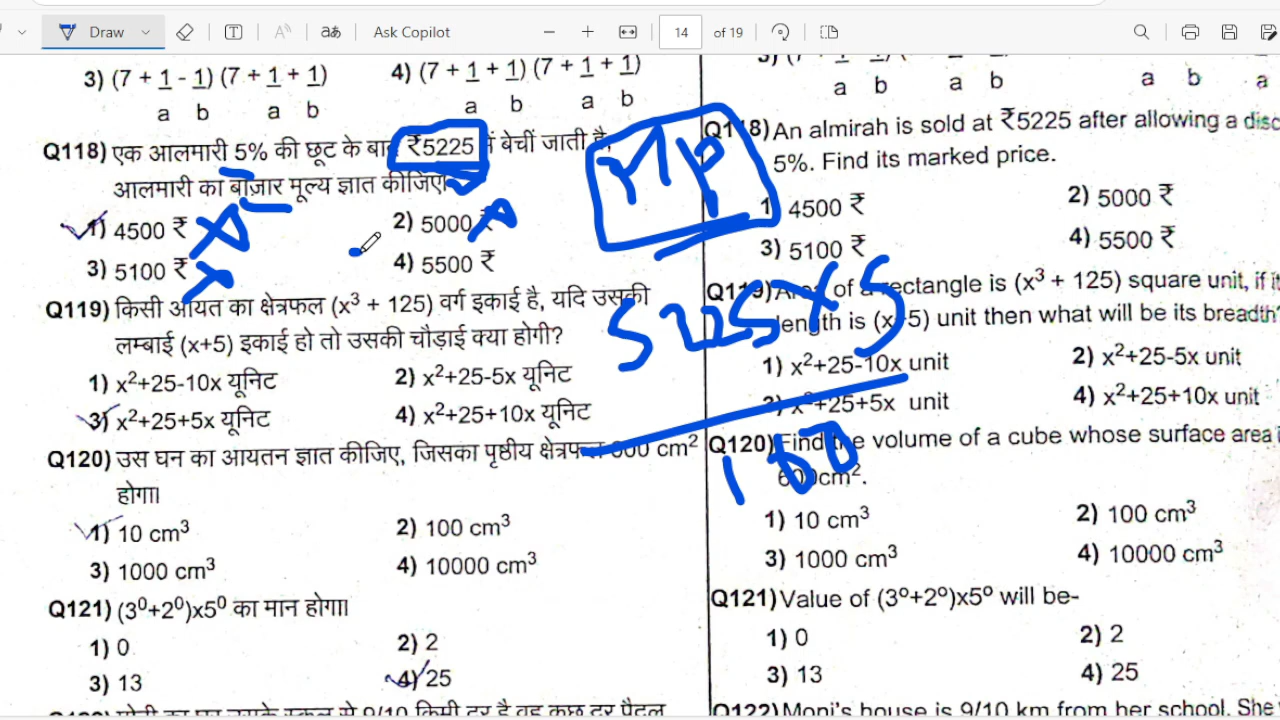 Draw
Ask Copilot
14 of 19
3) (7 + 1 - 1) (7 + 1 + 1)
a b a b
4) (7 + 1 + 1) (7 + 1 + 1)
a b a b
Q118) एक आलमारी 5% की छूट के बाद ₹5225 में बेचीं जाती है,
आलमारी का बाज़ार मूल्य ज्ञात कीजिए
1) 4500 ₹
2) 5000 ₹
3) 5100 ₹
4) 5500 ₹
Q119) किसी आयत का क्षेत्रफल (x³ + 125) वर्ग इकाई है, यदि उसकी
लम्बाई (x+5) इकाई हो तो उसकी चौड़ाई क्या होगी?
1) x²+25-10x यूनिट
2) x²+25-5x यूनिट
3) x²+25+5x यूनिट
4) x²+25+10x यूनिट
Q120) उस घन का आयतन ज्ञात कीजिए, जिसका पृष्ठीय क्षेत्रफल 600 cm²
होगा।
1) 10 cm³
2) 100 cm³
3) 1000 cm³
4) 10000 cm³
Q121) (3⁰+2⁰)x5⁰ का मान होगा।
1) 0
2) 2
3) 13
4) 25
a b a b
a b a
Q118) An almirah is sold at ₹5225 after allowing a disc
5%. Find its marked price.
1) 4500 ₹
2) 5000 ₹
3) 5100 ₹
4) 5500 ₹
Q119) Area of a rectangle is (x³ + 125) square unit, if it
length is (x+5) unit then what will be its breadth?
1) x²+25-10x unit
2) x²+25-5x unit
3) x²+25+5x unit
4) x²+25+10x unit
Q120) Find the volume of a cube whose surface area i
600cm².
1) 10 cm³
2) 100 cm³
3) 1000 cm³
4) 10000 cm³
Q121) Value of (3⁰+2⁰)x5⁰ will be-
1) 0
2) 2
3) 13
4) 25
Q122) Moni's house is 9/10 km from her school. She
MP
5225 x 5
100